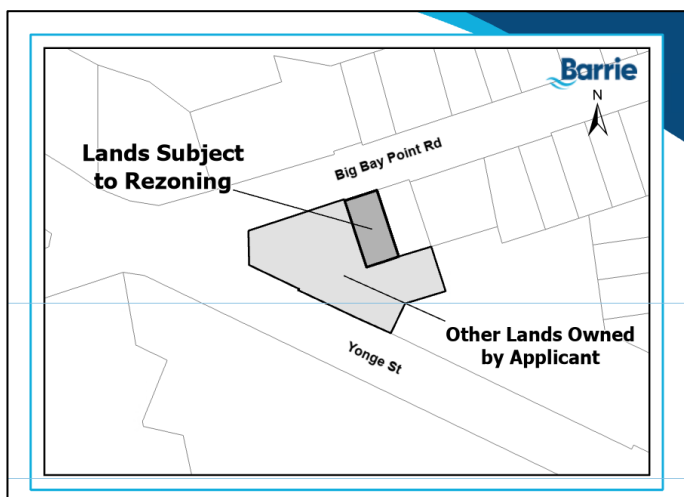 Barrie
N
Lands Subject
to Rezoning
Big Bay Point Rd
Other Lands Owned
by Applicant
Yonge St